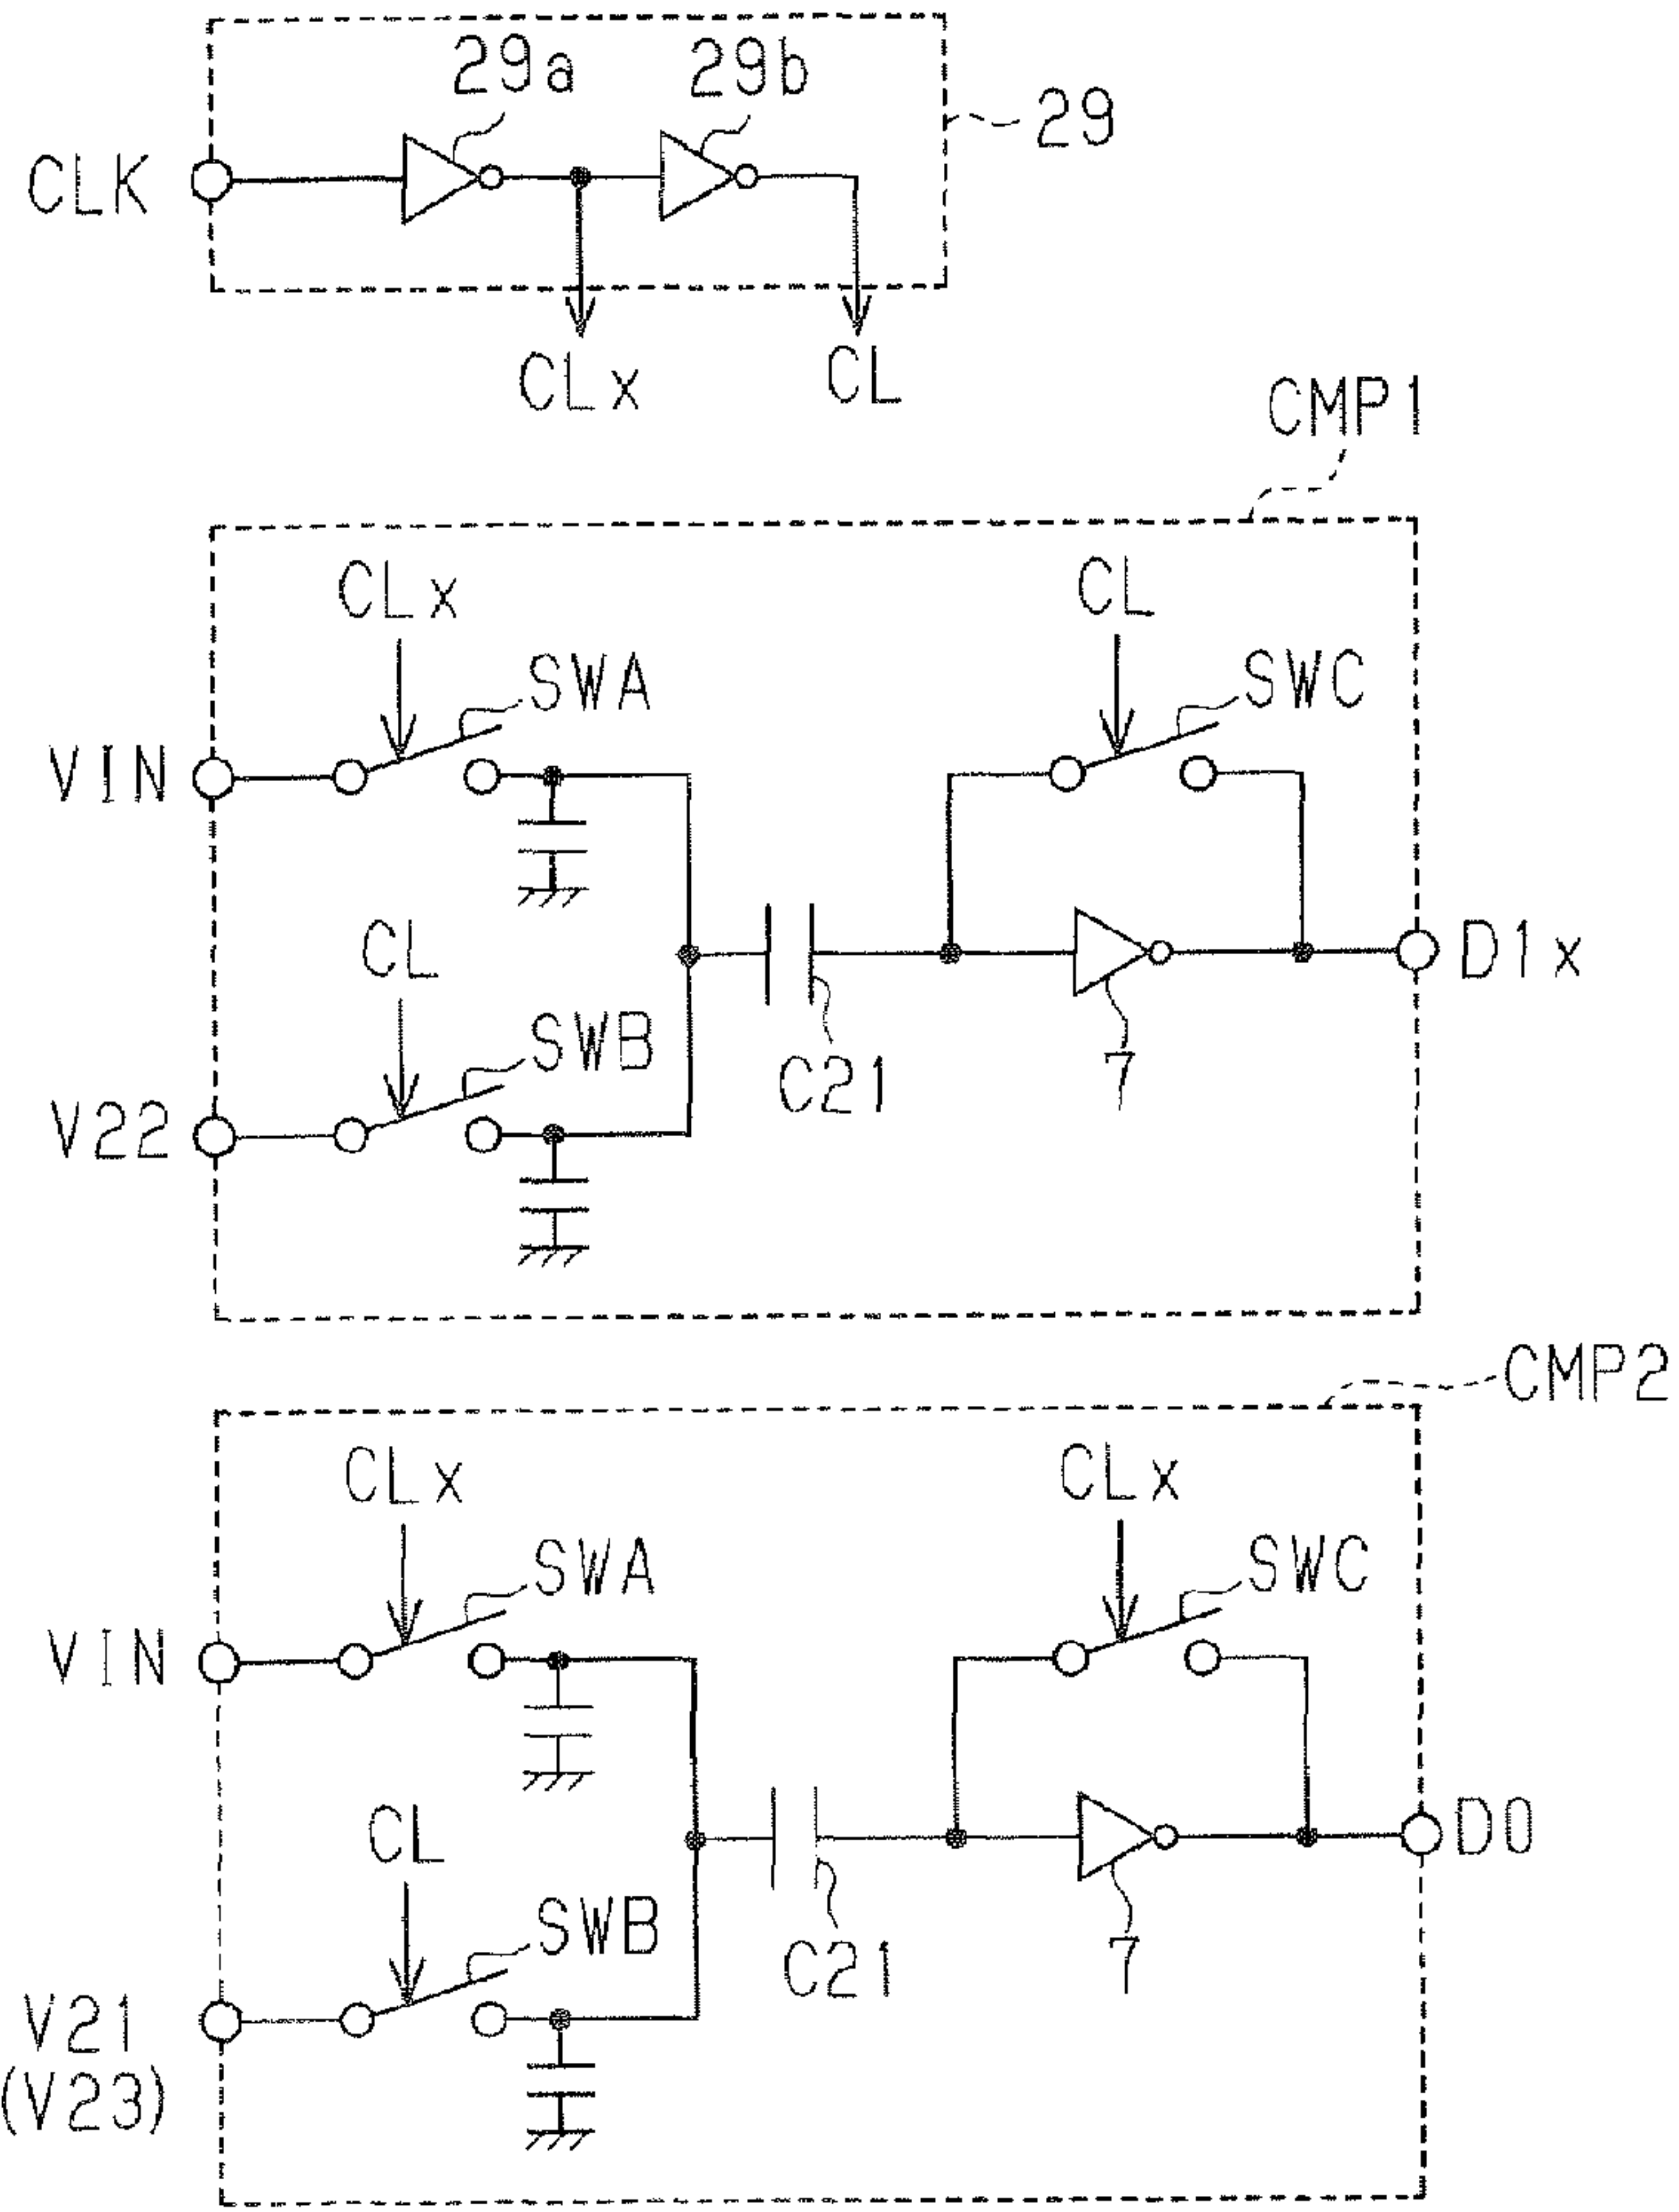 29a
29b
29
CLK
CLx
CL
CMP1
CLx
CL
SWA
SWC
VIN
CL
D1x
SWB
C21
7
V22
CMP2
CLx
CLx
SWA
SWC
VIN
CL
D0
SWB
C21
7
V21
(V23)